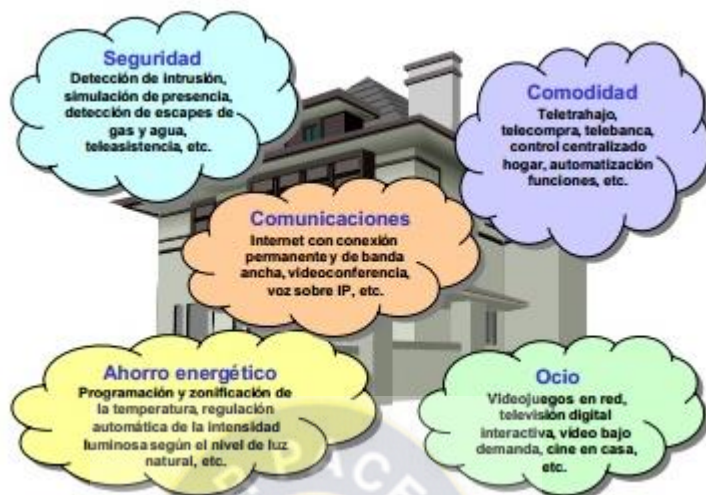 Seguridad
Detección de intrusión,
simulación de presencia,
detección de escapes de
gas y agua,
teleasistencia, etc.
Comodidad
Teletrahajo,
telecompra, telebanca,
control centralizado
hogar, automatización
funciones, etc.
Comunicaciones
Internet con conexión
permanente y de banda
ancha, videoconferencia,
voz sobre IP, etc.
Ahorro energético
Programación y zonificación de
la temperatura, regulación
automática de la intensidad
luminosa según el nivel de luz
natural, etc.
Ocio
Videojuegos en red,
televisión digital
interactiva, vídeo bajo
demanda, cine en casa,
etc.